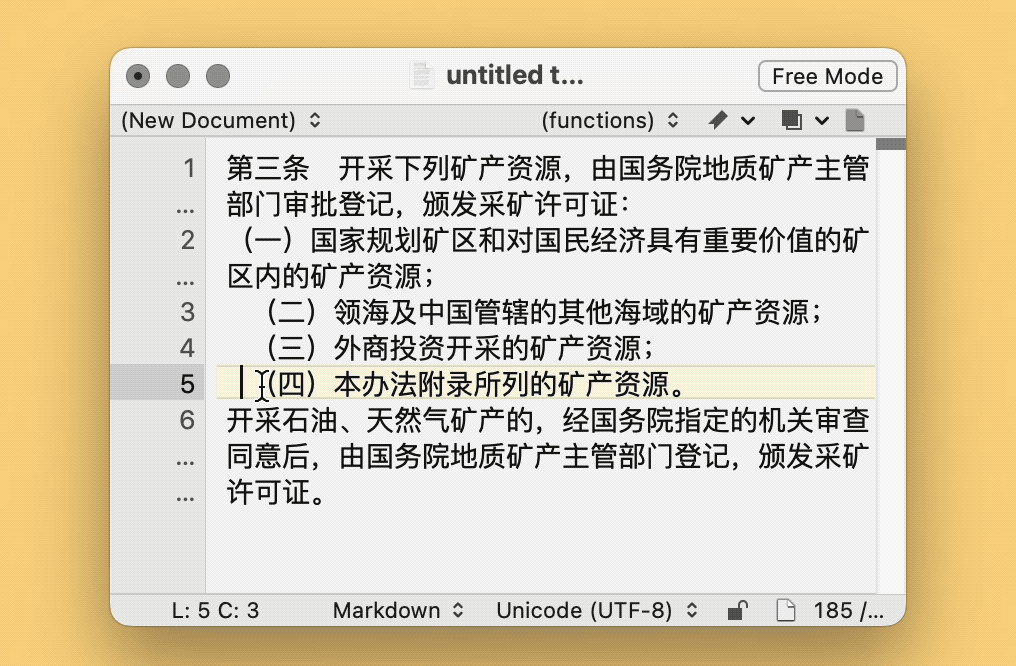 untitled t...
Free Mode
(New Document)
(functions)
1 第三条　开采下列矿产资源，由国务院地质矿产主管
... 部门审批登记，颁发采矿许可证：
2 （一）国家规划矿区和对国民经济具有重要价值的矿
... 区内的矿产资源；
3 （二）领海及中国管辖的其他海域的矿产资源；
4 （三）外商投资开采的矿产资源；
5 （四）本办法附录所列的矿产资源。
6 开采石油、天然气矿产的，经国务院指定的机关审查
... 同意后，由国务院地质矿产主管部门登记，颁发采矿
... 许可证。
L: 5 C: 3
Markdown
Unicode (UTF-8)
185 /...